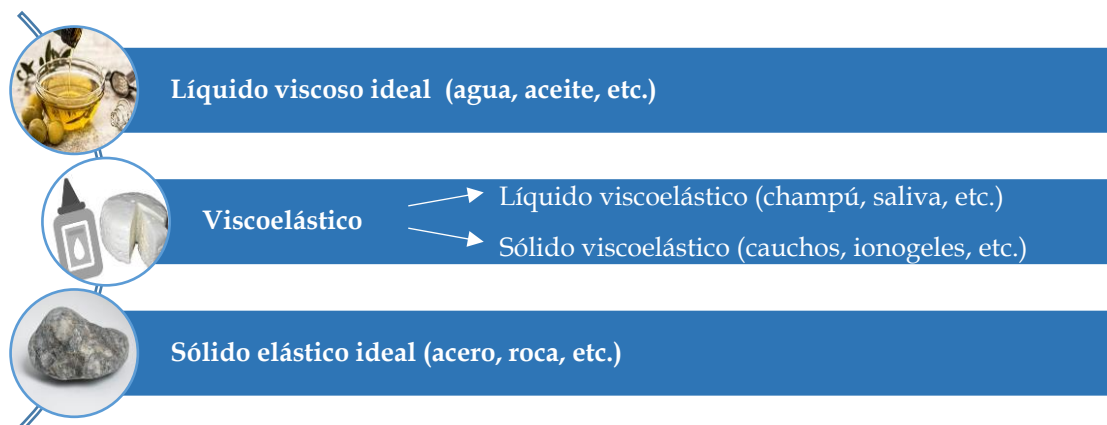 Líquido viscoso ideal (agua, aceite, etc.)
Viscoelástico
Líquido viscoelástico (champú, saliva, etc.)
Sólido viscoelástico (cauchos, ionogeles, etc.)
Sólido elástico ideal (acero, roca, etc.)